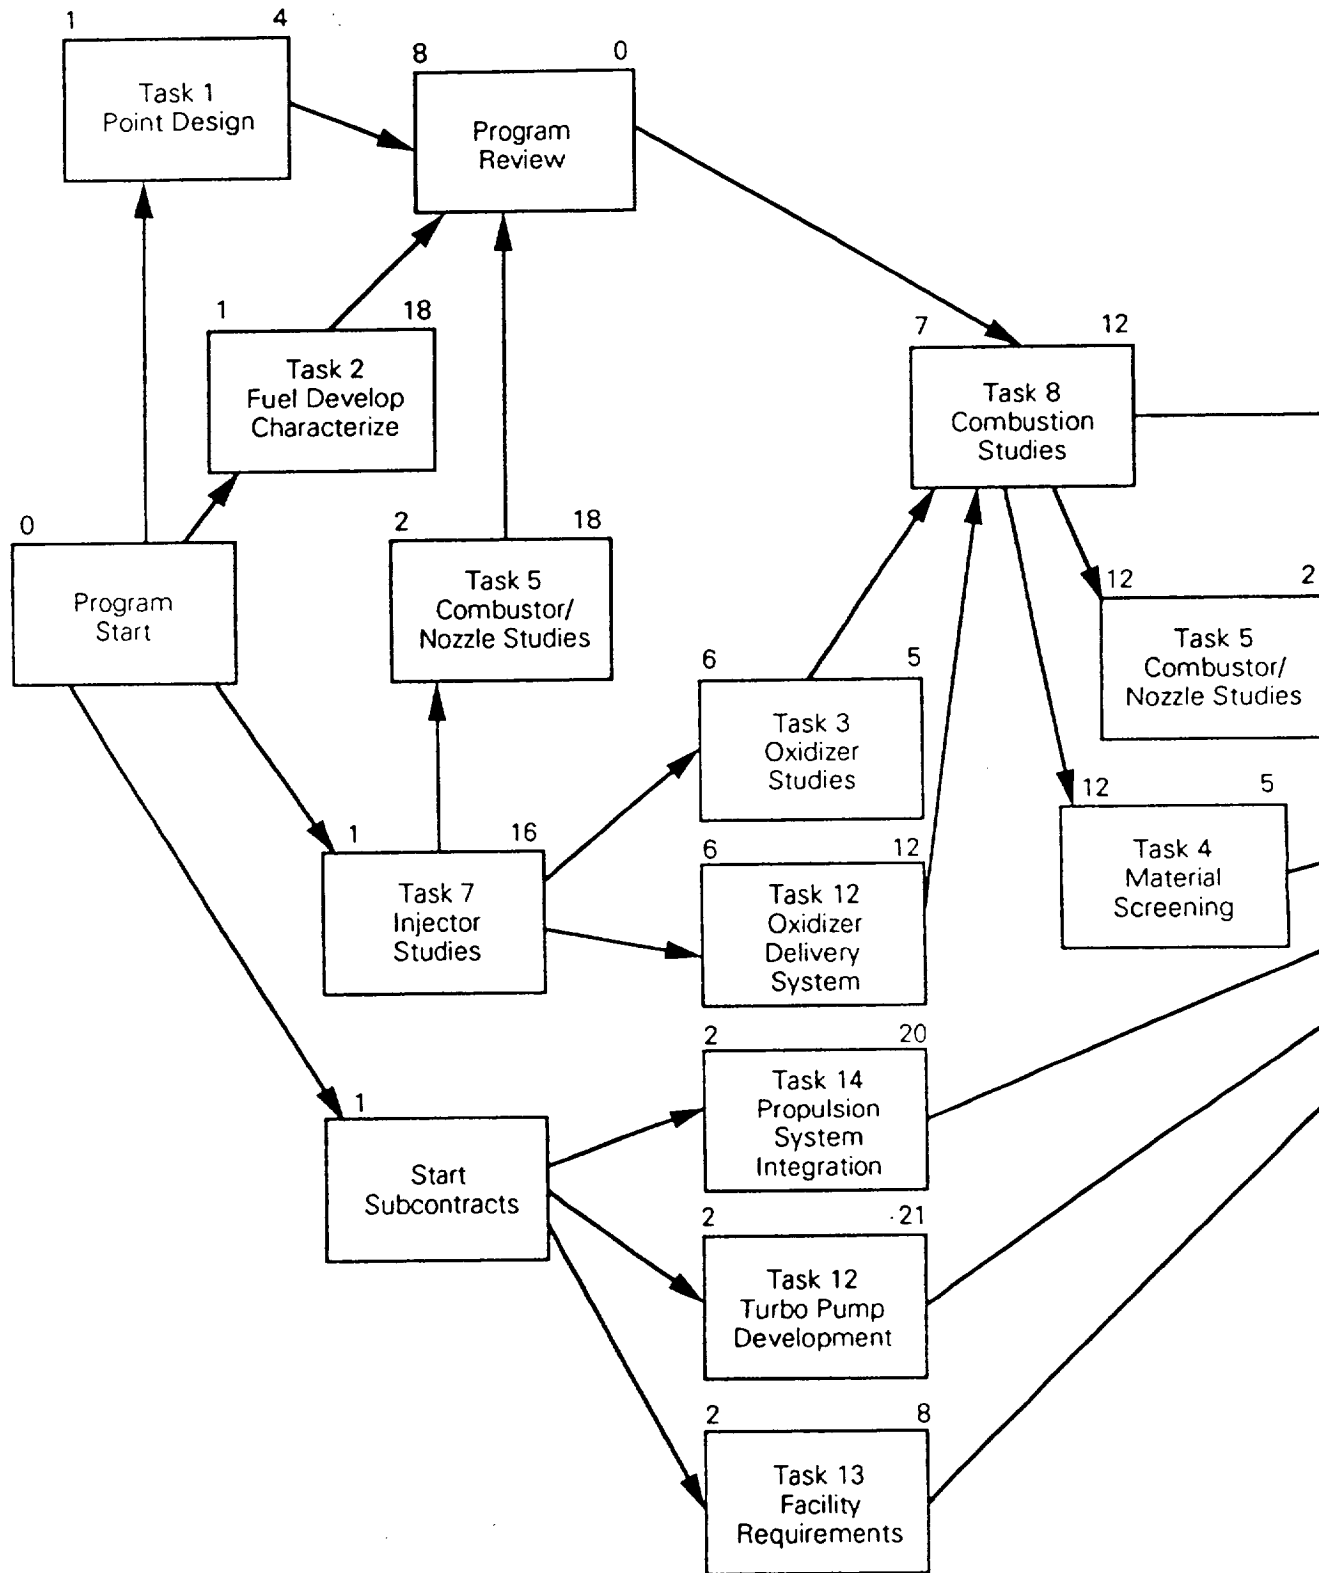 1 4
Task 1
Point Design
8 0
Program
Review
1 18
Task 2
Fuel Develop
Characterize
7 12
Task 8
Combustion
Studies
0
Program
Start
2 18
Task 5
Combustor/
Nozzle Studies
12 2
Task 5
Combustor/
Nozzle Studies
6 5
Task 3
Oxidizer
Studies
12 5
Task 4
Material
Screening
1 16
Task 7
Injector
Studies
6 12
Task 12
Oxidizer
Delivery
System
2 20
Task 14
Propulsion
System
Integration
1
Start
Subcontracts
2 21
Task 12
Turbo Pump
Development
2 8
Task 13
Facility
Requirements